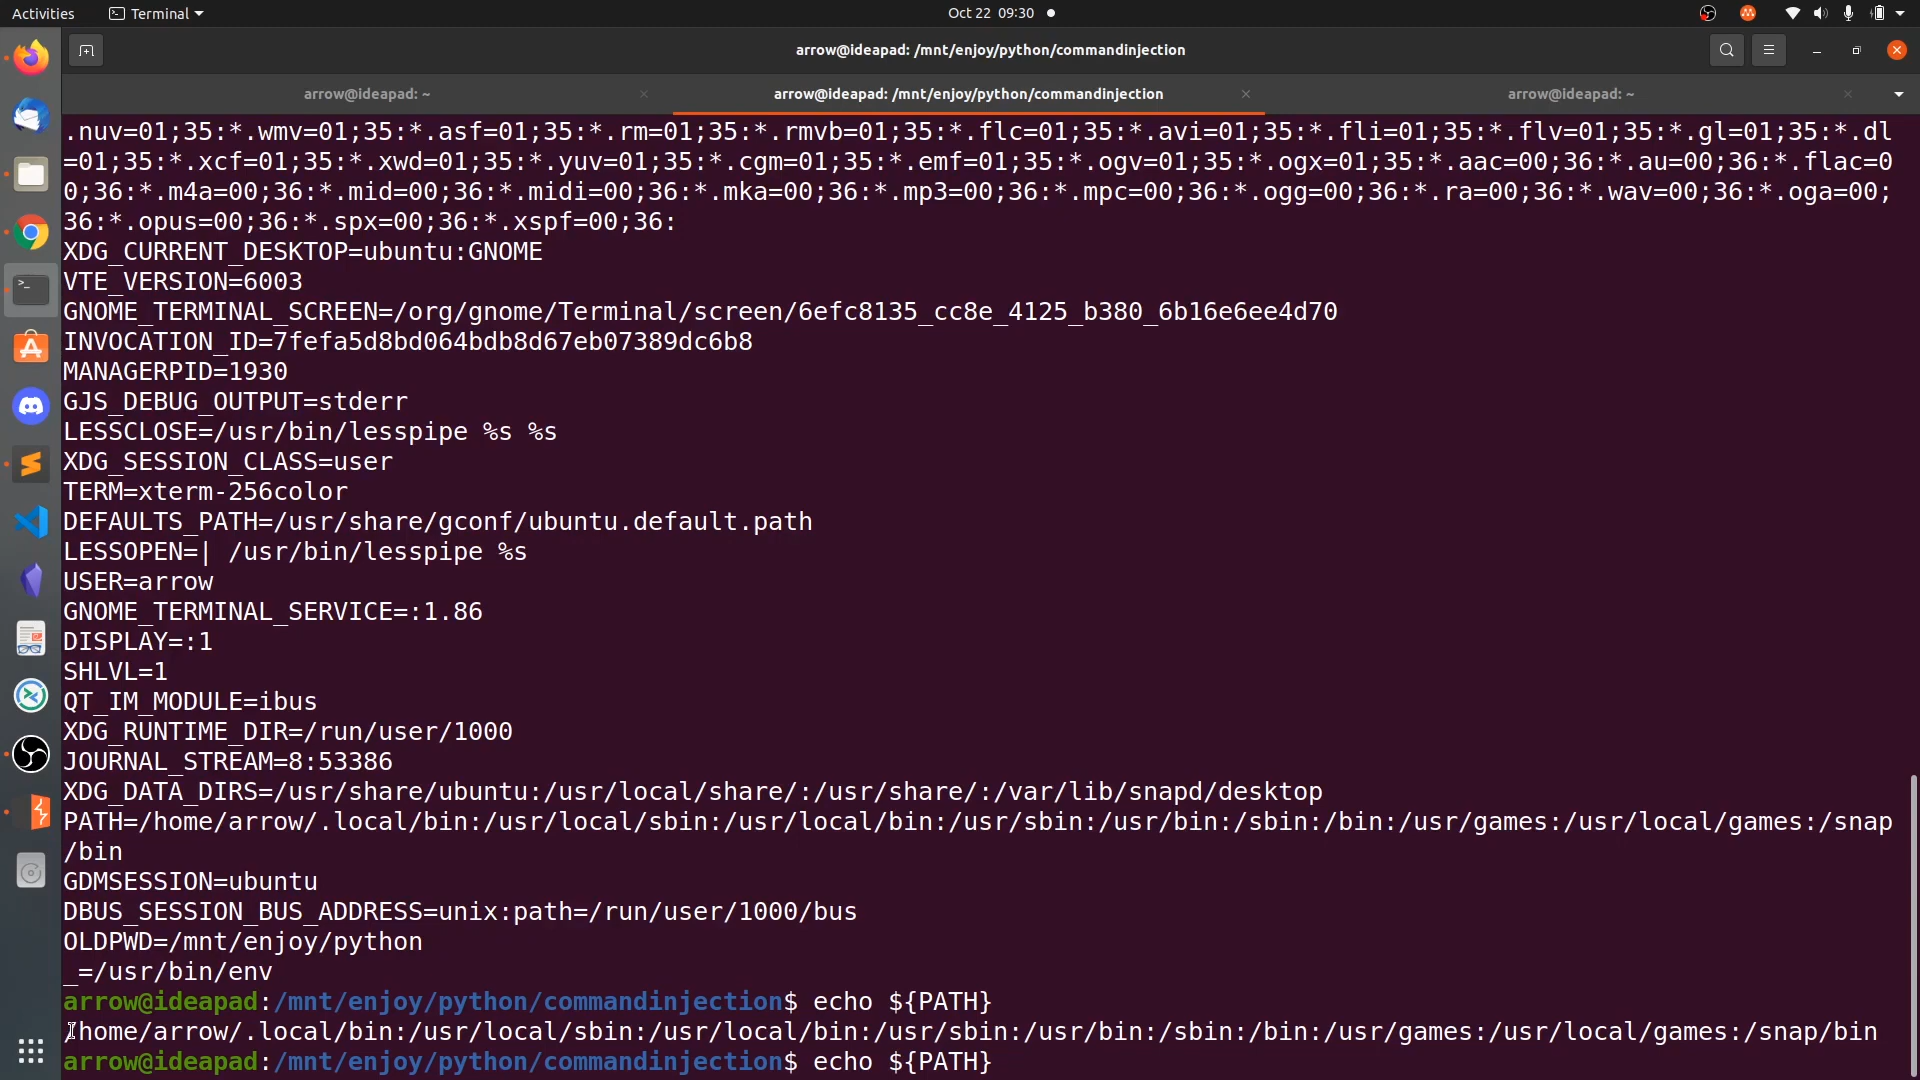 Activities
Terminal
Oct 22 09:30
arrow@ideapad: /mnt/enjoy/python/commandinjection
arrow@ideapad: ~
arrow@ideapad: /mnt/enjoy/python/commandinjection
arrow@ideapad: ~
.nuv=01;35:*.wmv=01;35:*.asf=01;35:*.rm=01;35:*.rmvb=01;35:*.flc=01;35:*.avi=01;35:*.fli=01;35:*.flv=01;35:*.gl=01;35:*.dl
=01;35:*.xcf=01;35:*.xwd=01;35:*.yuv=01;35:*.cgm=01;35:*.emf=01;35:*.ogv=01;35:*.ogx=01;35:*.aac=00;36:*.au=00;36:*.flac=0
0;36:*.m4a=00;36:*.mid=00;36:*.midi=00;36:*.mka=00;36:*.mp3=00;36:*.mpc=00;36:*.ogg=00;36:*.ra=00;36:*.wav=00;36:*.oga=00;
36:*.opus=00;36:*.spx=00;36:*.xspf=00;36:
XDG_CURRENT_DESKTOP=ubuntu:GNOME
VTE_VERSION=6003
GNOME_TERMINAL_SCREEN=/org/gnome/Terminal/screen/6efc8135_cc8e_4125_b380_6b16e6ee4d70
INVOCATION_ID=7fefa5d8bd064bdb8d67eb07389dc6b8
MANAGERPID=1930
GJS_DEBUG_OUTPUT=stderr
LESSCLOSE=/usr/bin/lesspipe %s %s
XDG_SESSION_CLASS=user
TERM=xterm-256color
DEFAULTS_PATH=/usr/share/gconf/ubuntu.default.path
LESSOPEN=| /usr/bin/lesspipe %s
USER=arrow
GNOME_TERMINAL_SERVICE=:1.86
DISPLAY=:1
SHLVL=1
QT_IM_MODULE=ibus
XDG_RUNTIME_DIR=/run/user/1000
JOURNAL_STREAM=8:53386
XDG_DATA_DIRS=/usr/share/ubuntu:/usr/local/share/:/usr/share/:/var/lib/snapd/desktop
PATH=/home/arrow/.local/bin:/usr/local/sbin:/usr/local/bin:/usr/sbin:/usr/bin:/sbin:/bin:/usr/games:/usr/local/games:/snap
/bin
GDMSESSION=ubuntu
DBUS_SESSION_BUS_ADDRESS=unix:path=/run/user/1000/bus
OLDPWD=/mnt/enjoy/python
_=/usr/bin/env
arrow@ideapad:/mnt/enjoy/python/commandinjection$ echo ${PATH}
/home/arrow/.local/bin:/usr/local/sbin:/usr/local/bin:/usr/sbin:/usr/bin:/sbin:/bin:/usr/games:/usr/local/games:/snap/bin
arrow@ideapad:/mnt/enjoy/python/commandinjection$ echo ${PATH}